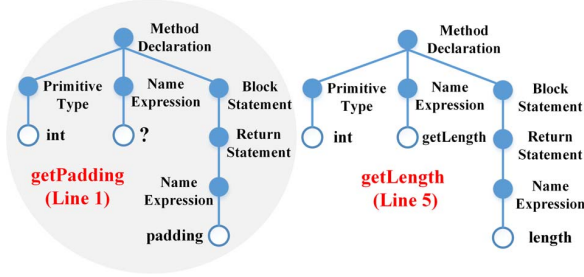 Method
Declaration
Primitive
Type
Name
Expression
Block
Statement
int
?
Return
Statement
getPadding
(Line 1)
Name
Expression
padding
Method
Declaration
Primitive
Type
Name
Expression
Block
Statement
int
getLength
Return
Statement
getLength
(Line 5)
Name
Expression
length